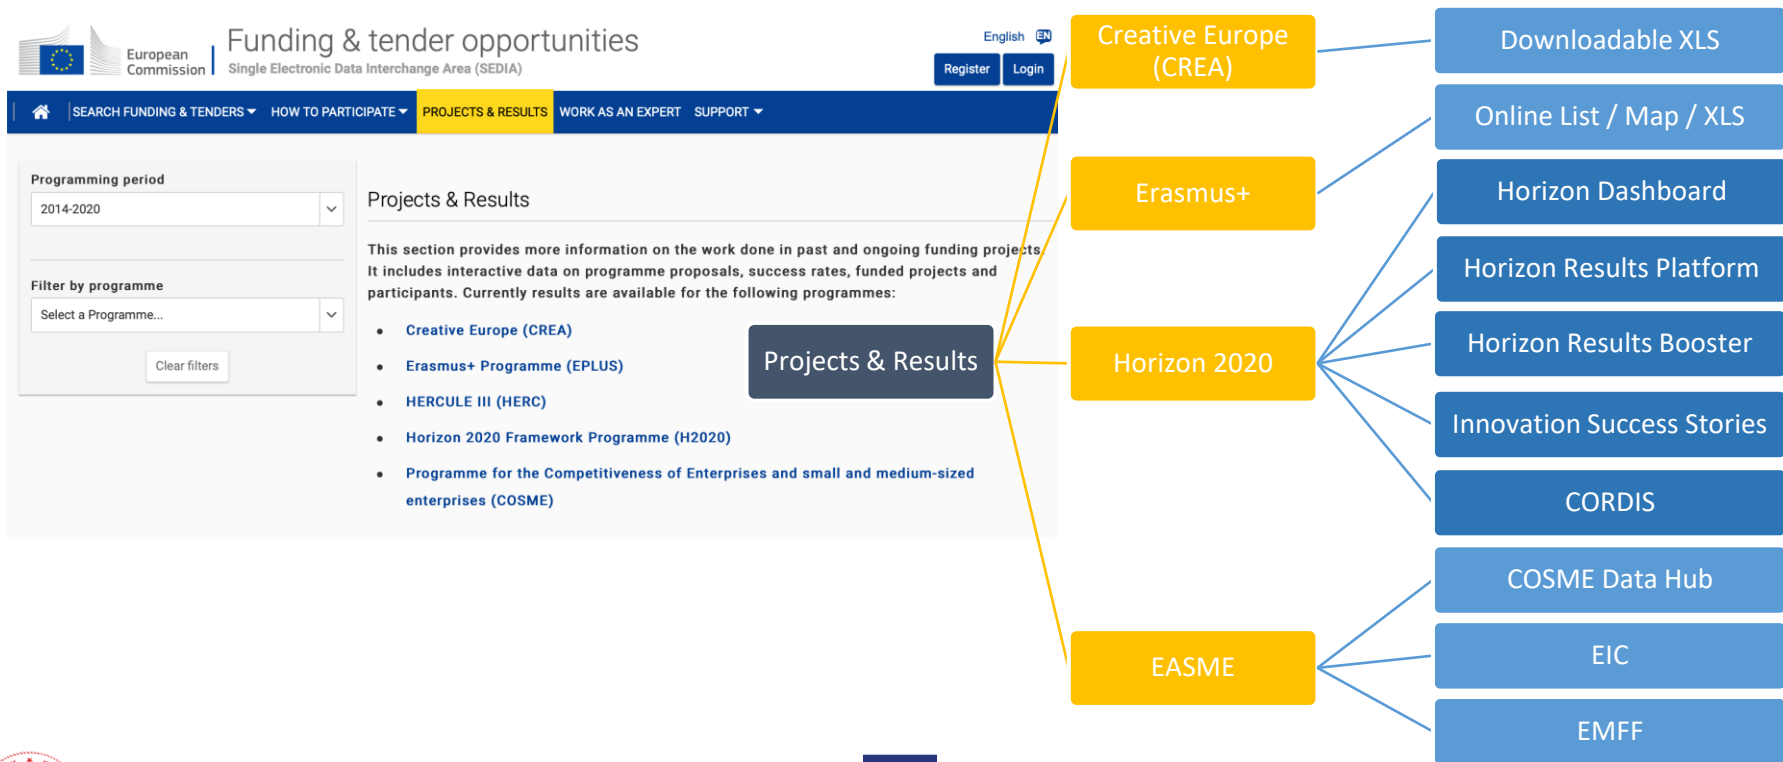 European
Commission
Funding & tender opportunities
Single Electronic Data Interchange Area (SEDIA)
English EN
Register Login
SEARCH FUNDING & TENDERS HOW TO PARTICIPATE PROJECTS & RESULTS WORK AS AN EXPERT SUPPORT
Programming period
2014-2020
Filter by programme
Select a Programme...
Clear filters
Projects & Results
This section provides more information on the work done in past and ongoing funding projects.
It includes interactive data on programme proposals, success rates, funded projects and
participants. Currently results are available for the following programmes:
• Creative Europe (CREA)
• Erasmus+ Programme (EPLUS)
• HERCULE III (HERC)
• Horizon 2020 Framework Programme (H2020)
• Programme for the Competitiveness of Enterprises and small and medium-sized
enterprises (COSME)
Projects & Results
Creative Europe
(CREA)
Erasmus+
Horizon 2020
EASME
Downloadable XLS
Online List / Map / XLS
Horizon Dashboard
Horizon Results Platform
Horizon Results Booster
Innovation Success Stories
CORDIS
COSME Data Hub
EIC
EMFF